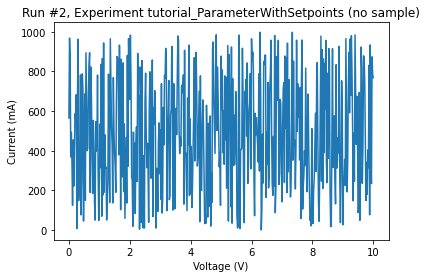 Run #2, Experiment tutorial_ParameterWithSetpoints (no sample)
1000
800
600
400
200
0
Current (mA)
0 2 4 6 8 10
Voltage (V)